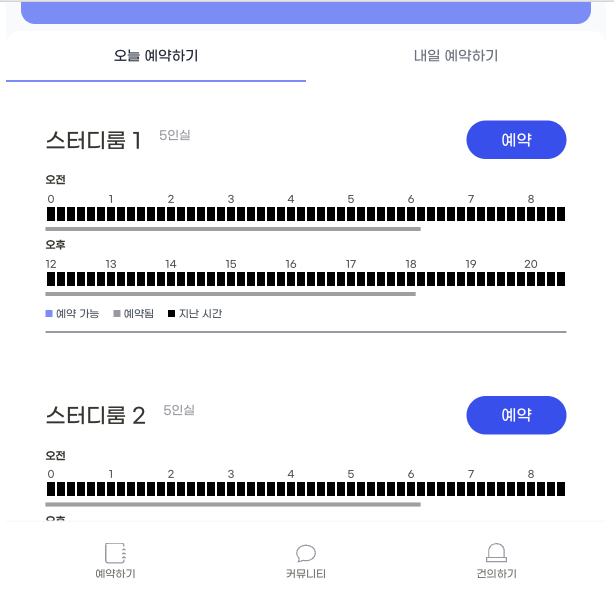 오늘 예약하기 내일 예약하기
스터디룸 1 5인실 예약
오전
0 1 2 3 4 5 6 7 8
오후
12 13 14 15 16 17 18 19 20
예약 가능 예약됨 지난 시간
스터디룸 2 5인실 예약
오전
0 1 2 3 4 5 6 7 8
예약하기 커뮤니티 건의하기